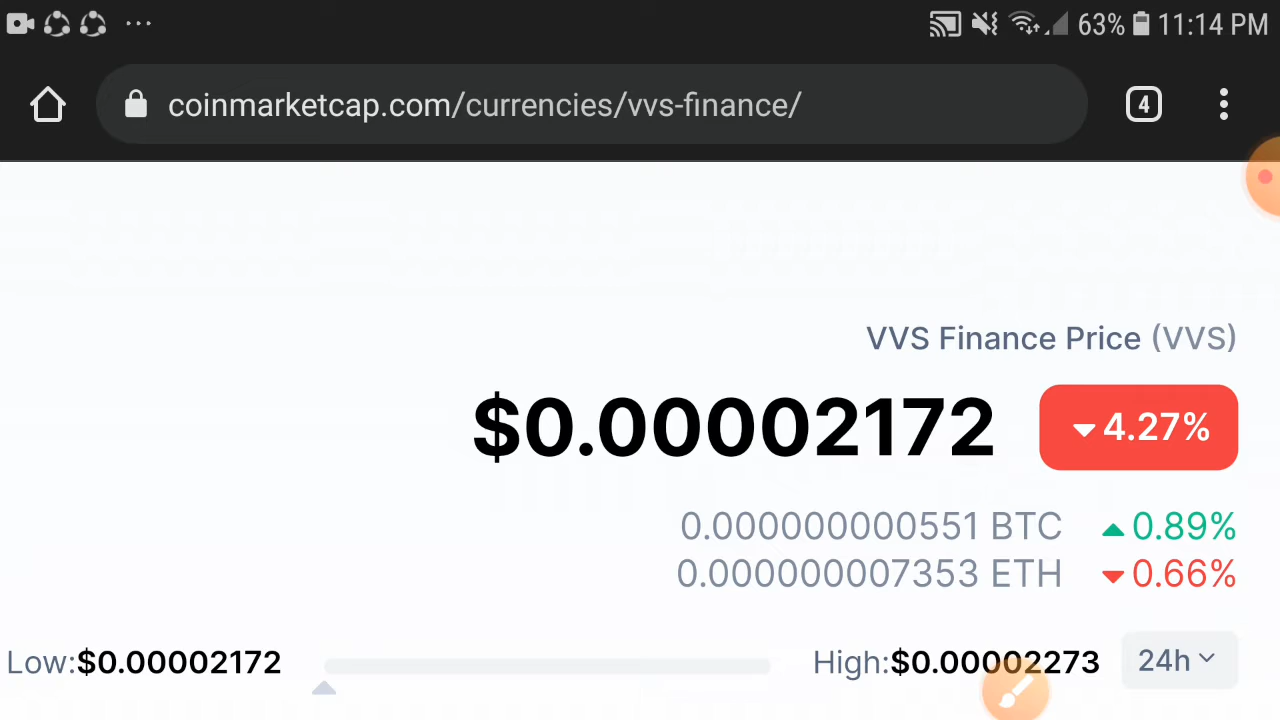 63% 11:14 PM
coinmarketcap.com/currencies/vvs-finance/
4
VVS Finance Price (VVS)
$0.00002172 4.27%
0.000000000551 BTC 0.89%
0.000000007353 ETH 0.66%
Low:$0.00002172 High:$0.00002273 24h